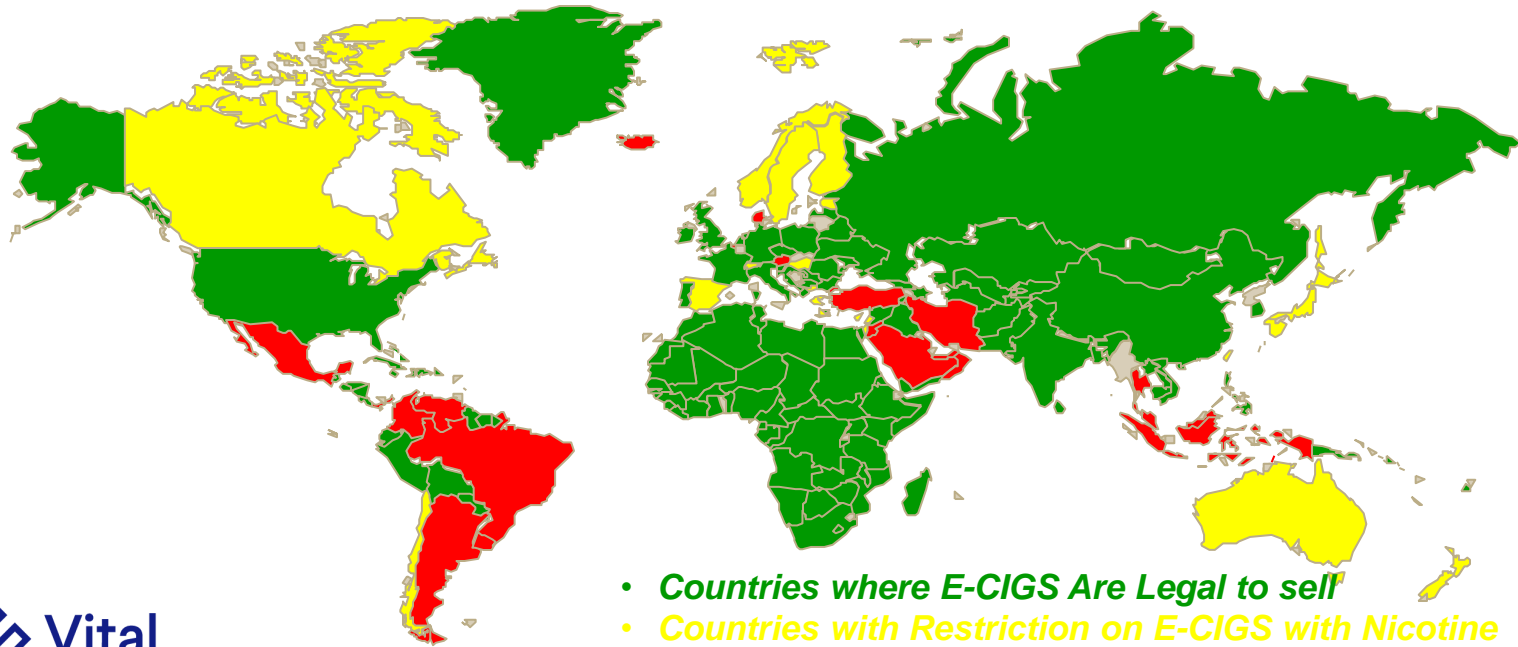 • Countries where E-CIGS Are Legal to sell
• Countries with Restriction on E-CIGS with Nicotine
Vital